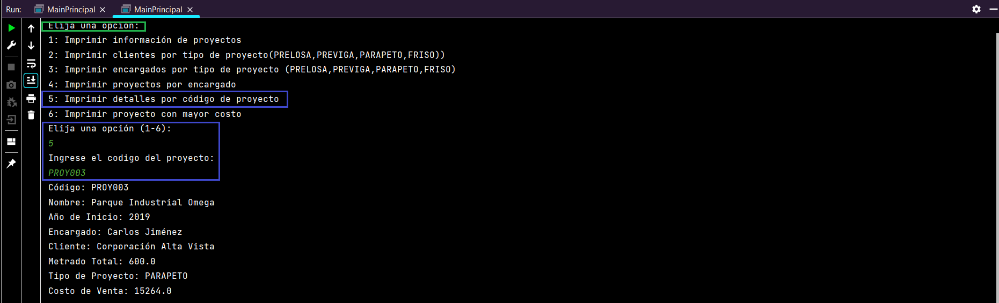 Run: MainPrincipal MainPrincipal
Elija una opción:
1: Imprimir información de proyectos
2: Imprimir clientes por tipo de proyecto(PRELOSA,PREVIGA,PARAPETO,FRISO))
3: Imprimir encargados por tipo de proyecto (PRELOSA,PREVIGA,PARAPETO,FRISO)
4: Imprimir proyectos por encargado
5: Imprimir detalles por código de proyecto
6: Imprimir proyecto con mayor costo
Elija una opción (1-6):
5
Ingrese el codigo del proyecto:
PROY003
Código: PROY003
Nombre: Parque Industrial Omega
Año de Inicio: 2019
Encargado: Carlos Jiménez
Cliente: Corporación Alta Vista
Metrado Total: 600.0
Tipo de Proyecto: PARAPETO
Costo de Venta: 15264.0